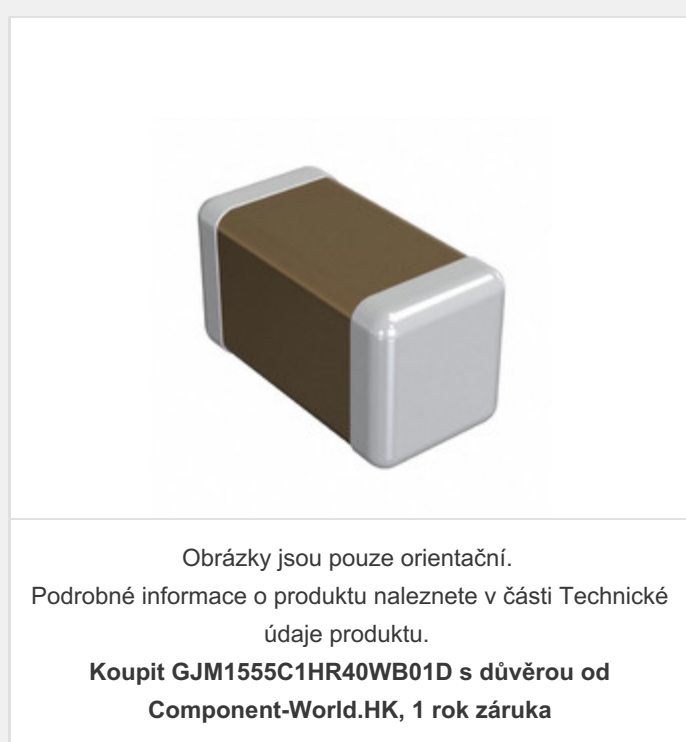 Obrázky jsou pouze orientační.
Podrobné informace o produktu naleznete v části Technické
údaje produktu.
Koupit GJM1555C1HR40WB01D s důvěrou od
Component-World.HK, 1 rok záruka